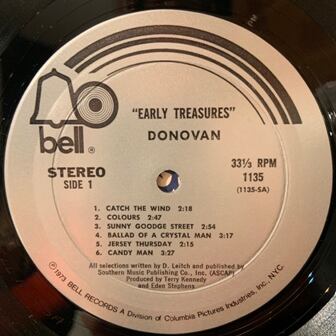 "EARLY TREASURES"
DONOVAN
bell®
STEREO
SIDE 1
33⅓ RPM
1135
(1135-SA)
1. CATCH THE WIND 2:18
2. COLOURS 2:47
3. SUNNY GOODGE STREET 2:54
4. BALLAD OF A CRYSTAL MAN 3:17
5. JERSEY THURSDAY 2:15
6. CANDY MAN 3:27
All selections written by D. Leitch and published by
Southern Music Publishing Co., Inc. (ASCAP)
Produced by Terry Kennedy
and Eden Stephens
℗1973 BELL RECORDS A Division of Columbia Pictures Industries, Inc., N.Y.C.